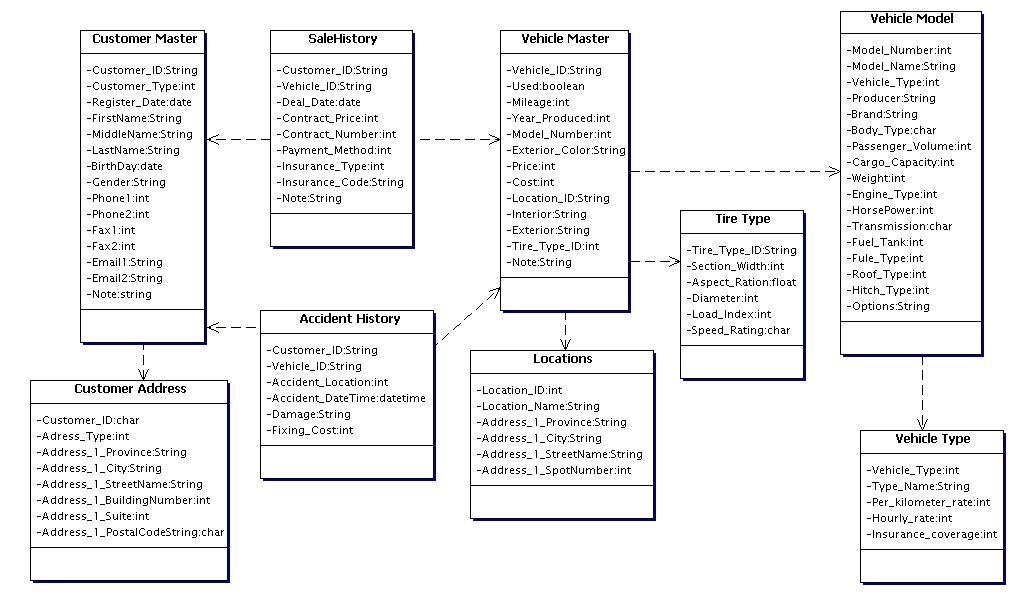 Customer Master
-Customer_ID:String
-Customer_Type:int
-Register_Date:date
-FirstName:String
-MiddleName:String
-LastName:String
-BirthDay:date
-Gender:String
-Phone1:int
-Phone2:int
-Fax1:int
-Fax2:int
-Email1:String
-Email2:String
-Note:string
SaleHistory
-Customer_ID:String
-Vehicle_ID:String
-Deal_Date:date
-Contract_Price:int
-Contract_Number:int
-Payment_Method:int
-Insurance_Type:int
-Insurance_Code:String
-Note:String
Vehicle Master
-Vehicle_ID:String
-Used:boolean
-Mileage:int
-Year_Produced:int
-Model_Number:int
-Exterior_Color:String
-Price:int
-Cost:int
-Location_ID:String
-Interior:String
-Exterior:String
-Tire_Type_ID:int
-Note:String
Vehicle Model
-Model_Number:int
-Model_Name:String
-Vehicle_Type:int
-Producer:String
-Brand:String
-Body_Type:char
-Passenger_Volume:int
-Cargo_Capacity:int
-Weight:int
-Engine_Type:int
-HorsePower:int
-Transmission:char
-Fuel_Tank:int
-Fule_Type:int
-Roof_Type:int
-Hitch_Type:int
-Options:String
Tire Type
-Tire_Type_ID:String
-Section_Width:int
-Aspect_Ration:float
-Diameter:int
-Load_Index:int
-Speed_Rating:char
Accident History
-Customer_ID:String
-Vehicle_ID:String
-Accident_Location:int
-Accident_DateTime:datetime
-Damage:String
-Fixing_Cost:int
Locations
-Location_ID:int
-Location_Name:String
-Address_1_Province:String
-Address_1_City:String
-Address_1_StreetName:String
-Address_1_SpotNumber:int
Customer Address
-Customer_ID:char
-Adress_Type:int
-Address_1_Province:String
-Address_1_City:String
-Address_1_StreetName:String
-Address_1_BuildingNumber:int
-Address_1_Suite:int
-Address_1_PostalCodeString:char
Vehicle Type
-Vehicle_Type:int
-Type_Name:String
-Per_kilometer_rate:int
-Hourly_rate:int
-Insurance_coverage:int